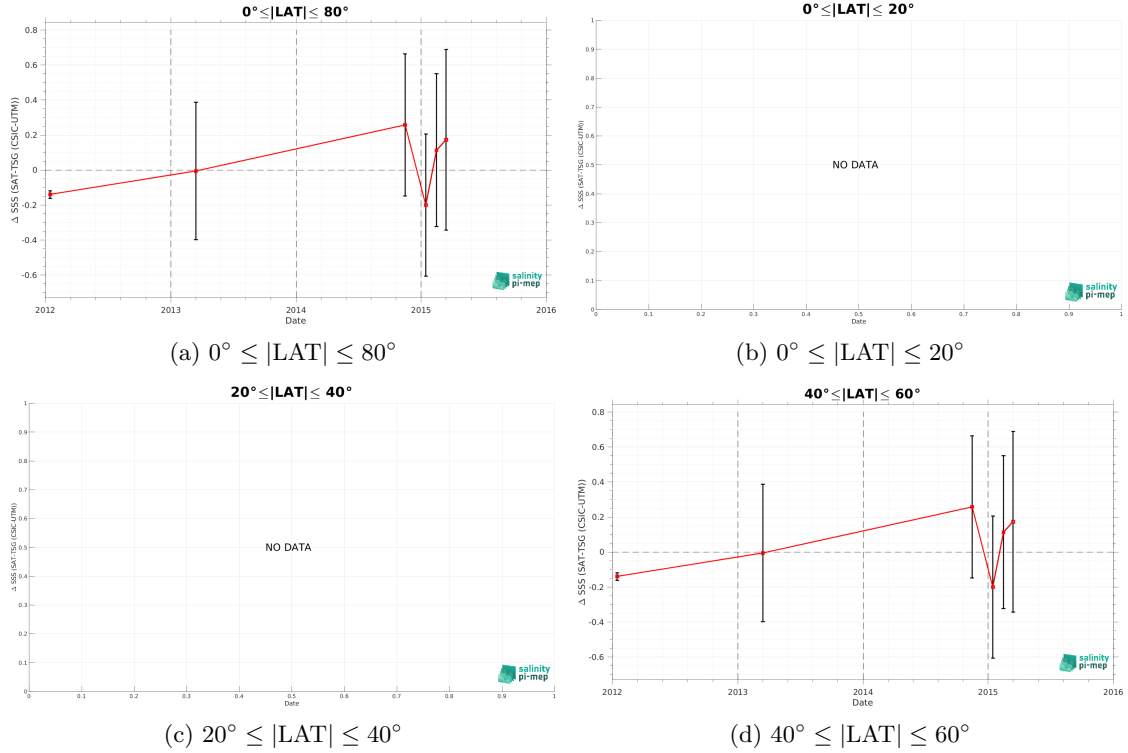 0°≤|LAT|≤ 80°
Δ SSS (SAT-TSG (CSIC-UTM))
0.8
0.6
0.4
0.2
0
-0.2
-0.4
-0.6
2012 2013 2014 2015 2016
Date
salinity
pi-mep
(a) 0° ≤ |LAT| ≤ 80°
0°≤|LAT|≤ 20°
Δ SSS (SAT-TSG (CSIC-UTM))
1
0.9
0.8
0.7
0.6
0.5
0.4
0.3
0.2
0.1
0
NO DATA
0 0.1 0.2 0.3 0.4 0.5 0.6 0.7 0.8 0.9 1
Date
salinity
pi-mep
(b) 0° ≤ |LAT| ≤ 20°
20°≤|LAT|≤ 40°
Δ SSS (SAT-TSG (CSIC-UTM))
1
0.9
0.8
0.7
0.6
0.5
0.4
0.3
0.2
0.1
0
NO DATA
0 0.1 0.2 0.3 0.4 0.5 0.6 0.7 0.8 0.9 1
Date
salinity
pi-mep
(c) 20° ≤ |LAT| ≤ 40°
40°≤|LAT|≤ 60°
Δ SSS (SAT-TSG (CSIC-UTM))
0.8
0.6
0.4
0.2
0
-0.2
-0.4
-0.6
2012 2013 2014 2015 2016
Date
salinity
pi-mep
(d) 40° ≤ |LAT| ≤ 60°